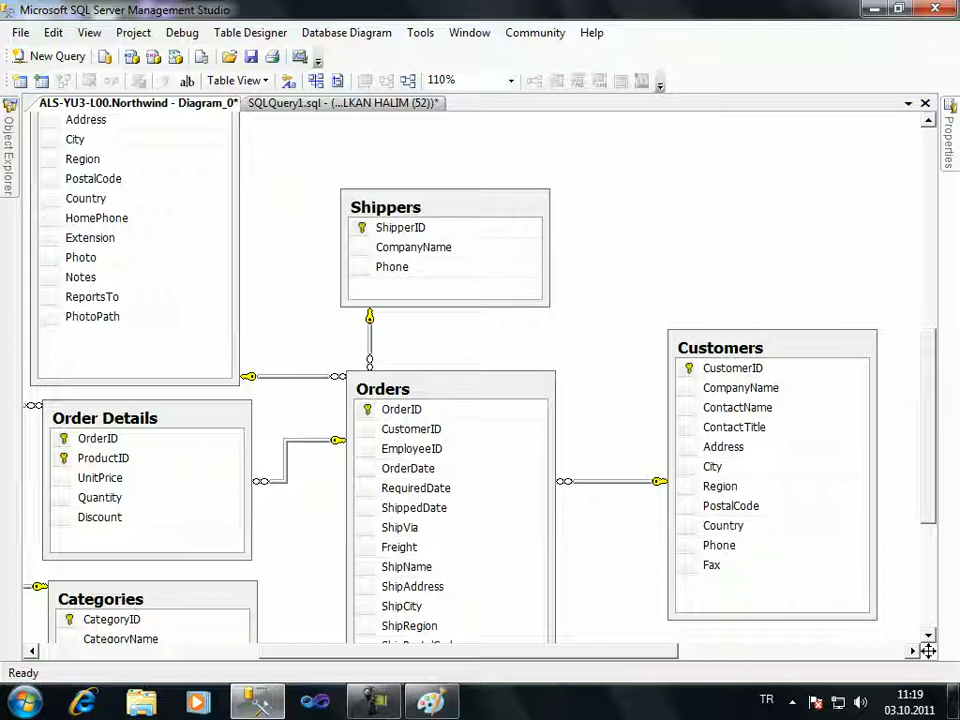 Microsoft SQL Server Management Studio
File Edit View Project Debug Table Designer Database Diagram Tools Window Community Help
New Query
Table View 110%
ALS-YU3-L00.Northwind - Diagram_0* SQLQuery1.sql - (...LKAN HALIM (52))*
Object Explorer
Properties
Address
City
Region
PostalCode
Country
HomePhone
Extension
Photo
Notes
ReportsTo
PhotoPath
Shippers
ShipperID
CompanyName
Phone
Order Details
OrderID
ProductID
UnitPrice
Quantity
Discount
Categories
CategoryID
CategoryName
Orders
OrderID
CustomerID
EmployeeID
OrderDate
RequiredDate
ShippedDate
ShipVia
Freight
ShipName
ShipAddress
ShipCity
ShipRegion
Customers
CustomerID
CompanyName
ContactName
ContactTitle
Address
City
Region
PostalCode
Country
Phone
Fax
Ready
TR
11:19
03.10.2011